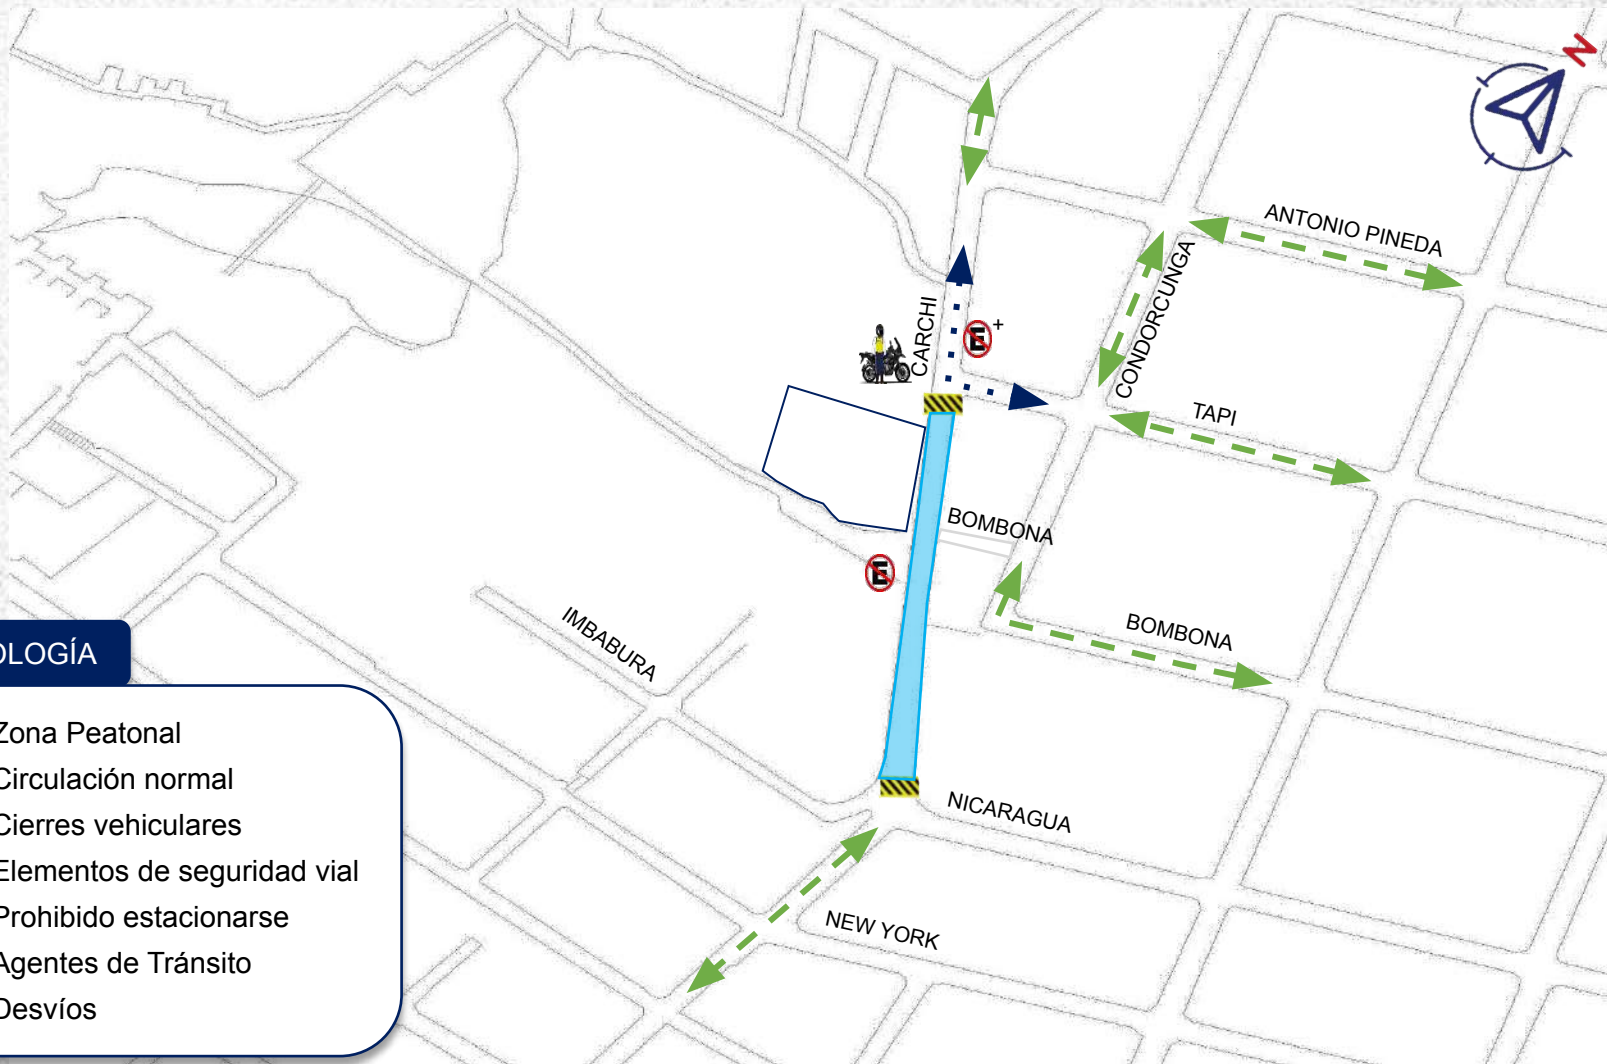 N
ANTONIO PINEDA
CONDORCUNGA
CARCHI
+
E
TAPI
BOMBONA
E
IMBABURA
BOMBONA
OLOGÍA
Zona Peatonal
Circulación normal
Cierres vehiculares
Elementos de seguridad vial
Prohibido estacionarse
Agentes de Tránsito
Desvíos
NICARAGUA
NEW YORK